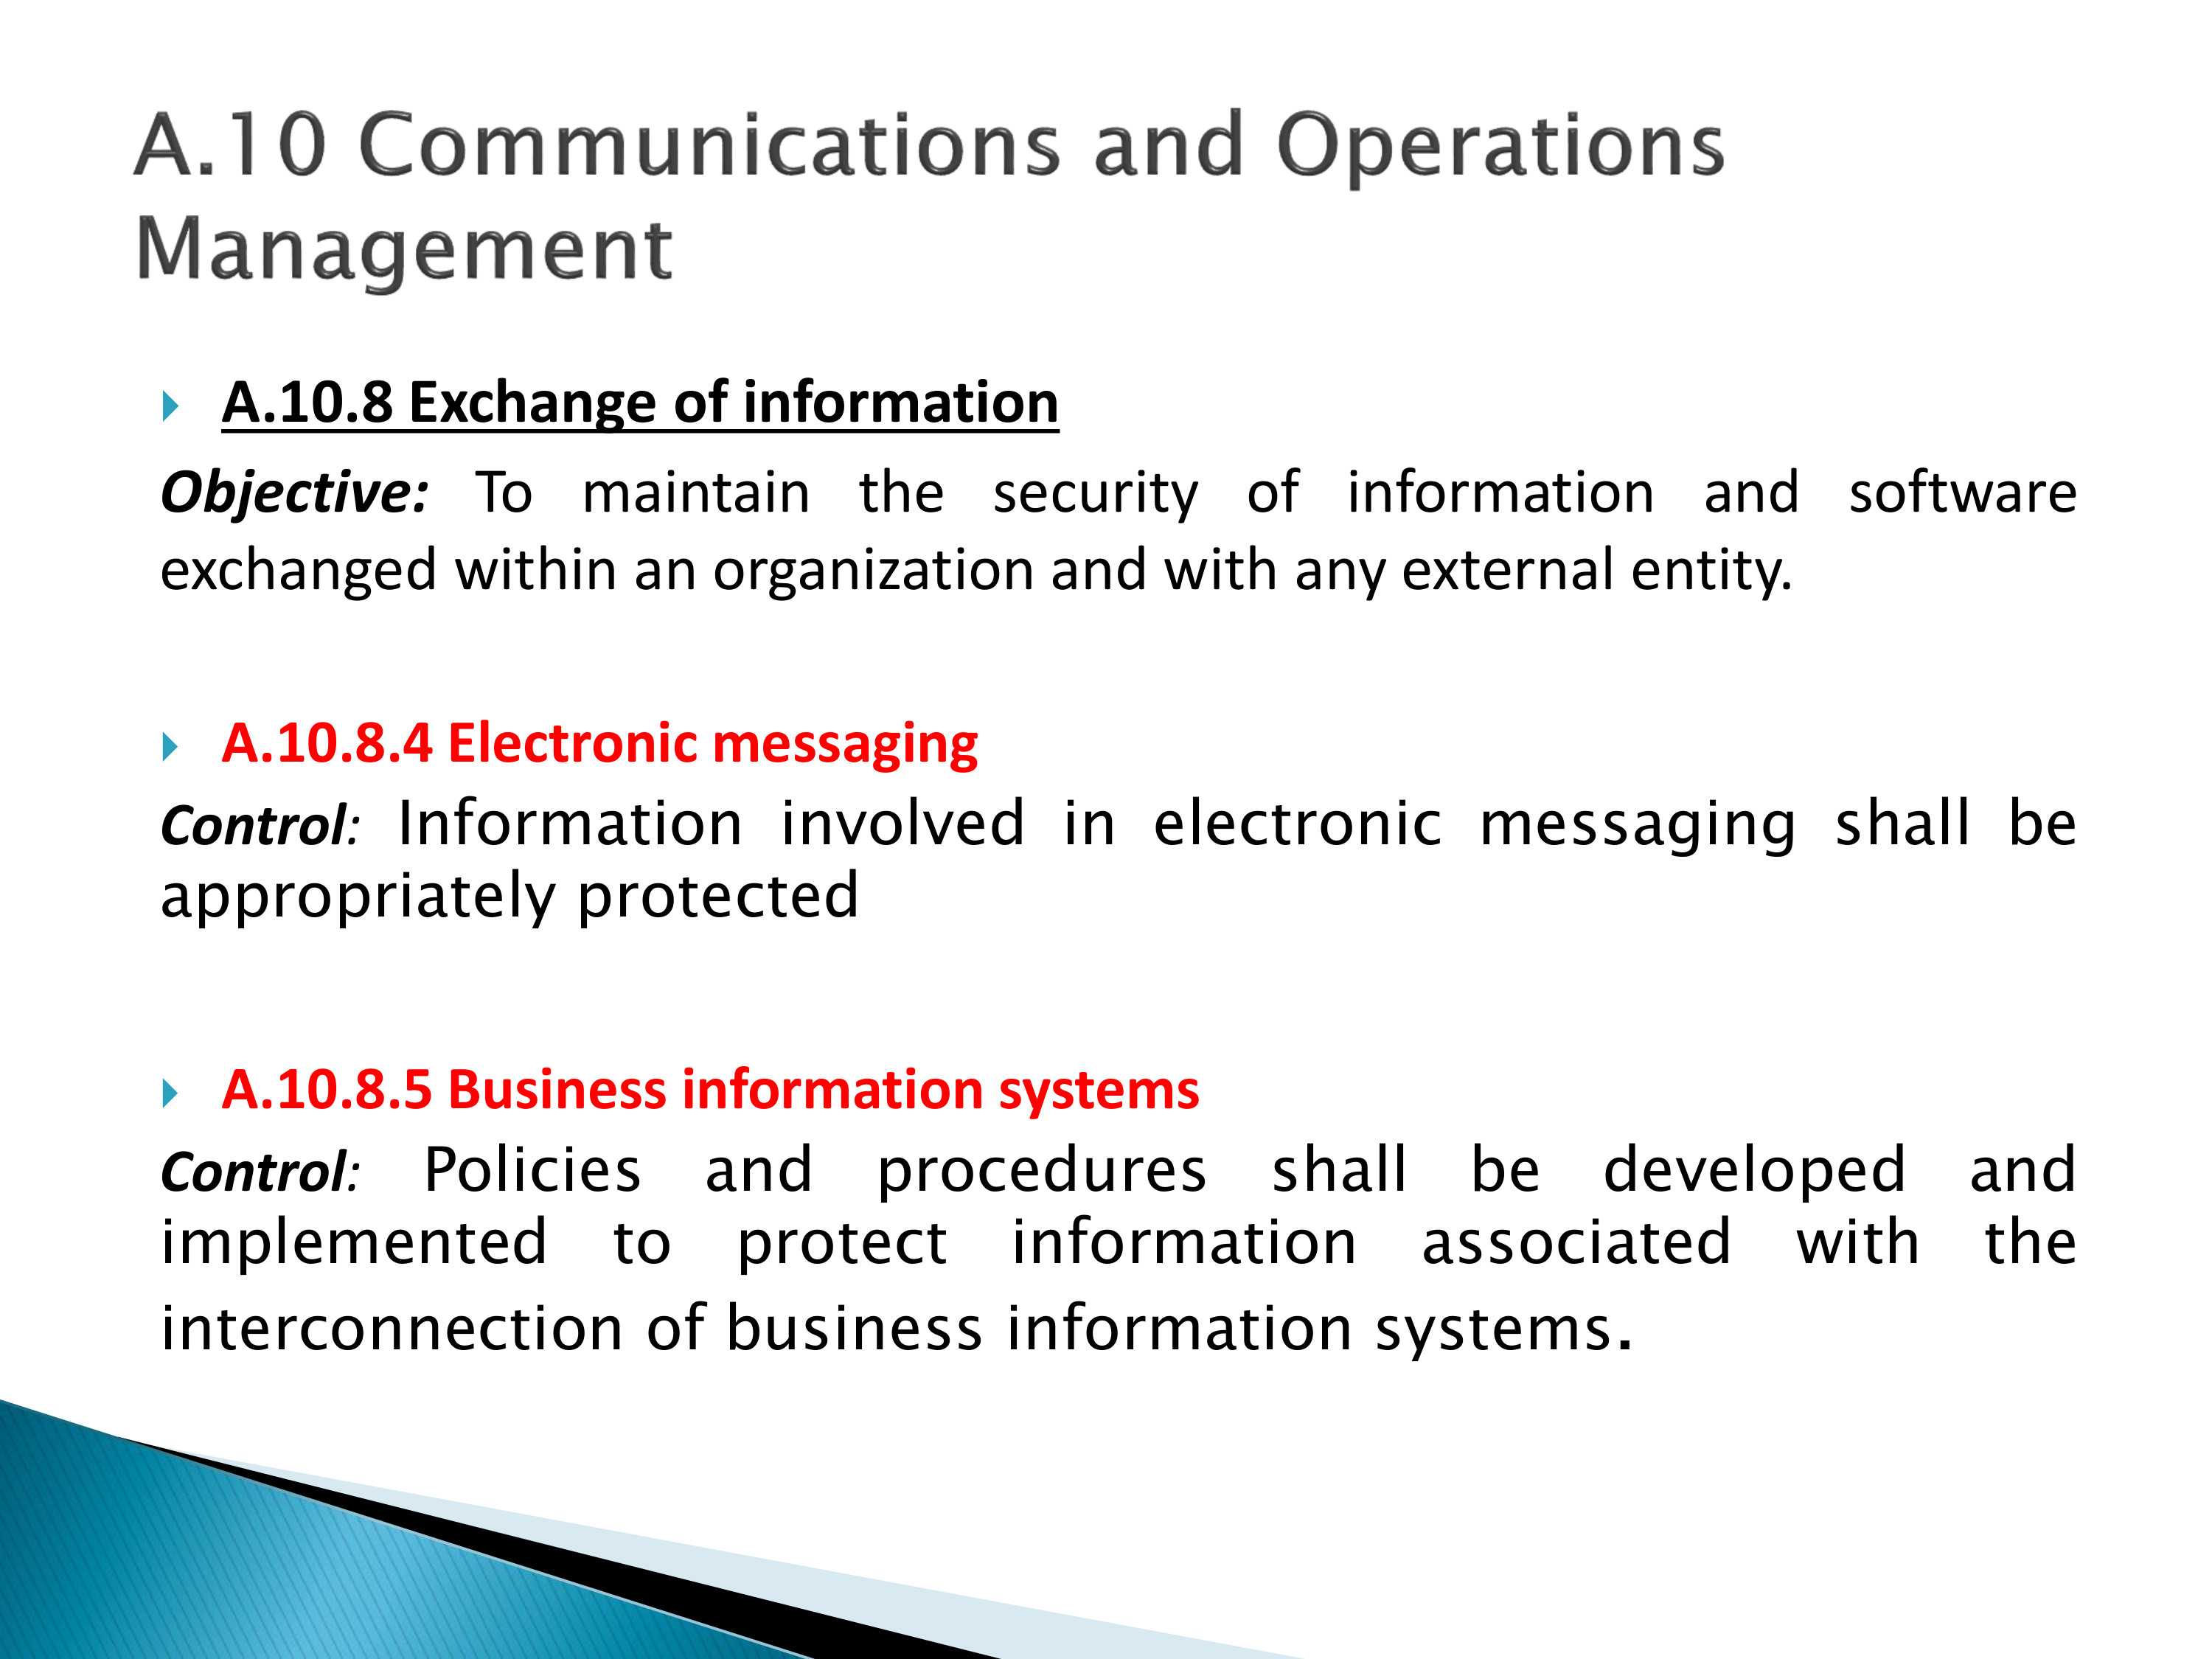 A.10 Communications and Operations
Management
A.10.8 Exchange of information
Objective: To maintain the security of information and software
exchanged within an organization and with any external entity.
A.10.8.4 Electronic messaging
Control: Information involved in electronic messaging shall be
appropriately protected
A.10.8.5 Business information systems
Control: Policies and procedures shall be developed and
implemented to protect information associated with the
interconnection of business information systems.